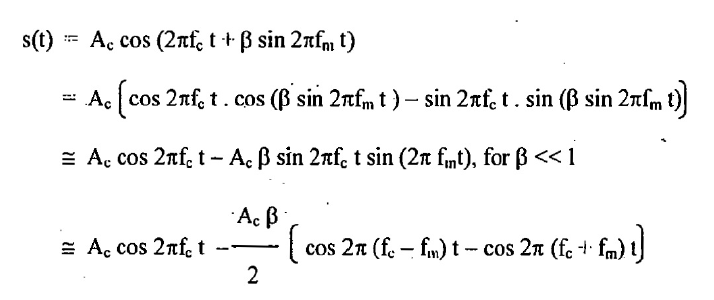 s(t) = A_c cos (2πf_c t + β sin 2πf_m t)
= A_c [cos 2πf_c t . cos (β sin 2πf_m t) – sin 2πf_c t . sin (β sin 2πf_m t)]
≅ A_c cos 2πf_c t – A_c β sin 2πf_c t sin (2π f_m t), for β << 1
≅ A_c cos 2πf_c t – A_c β / 2 [ cos 2π (f_c – f_m) t – cos 2π (f_c + f_m) t]